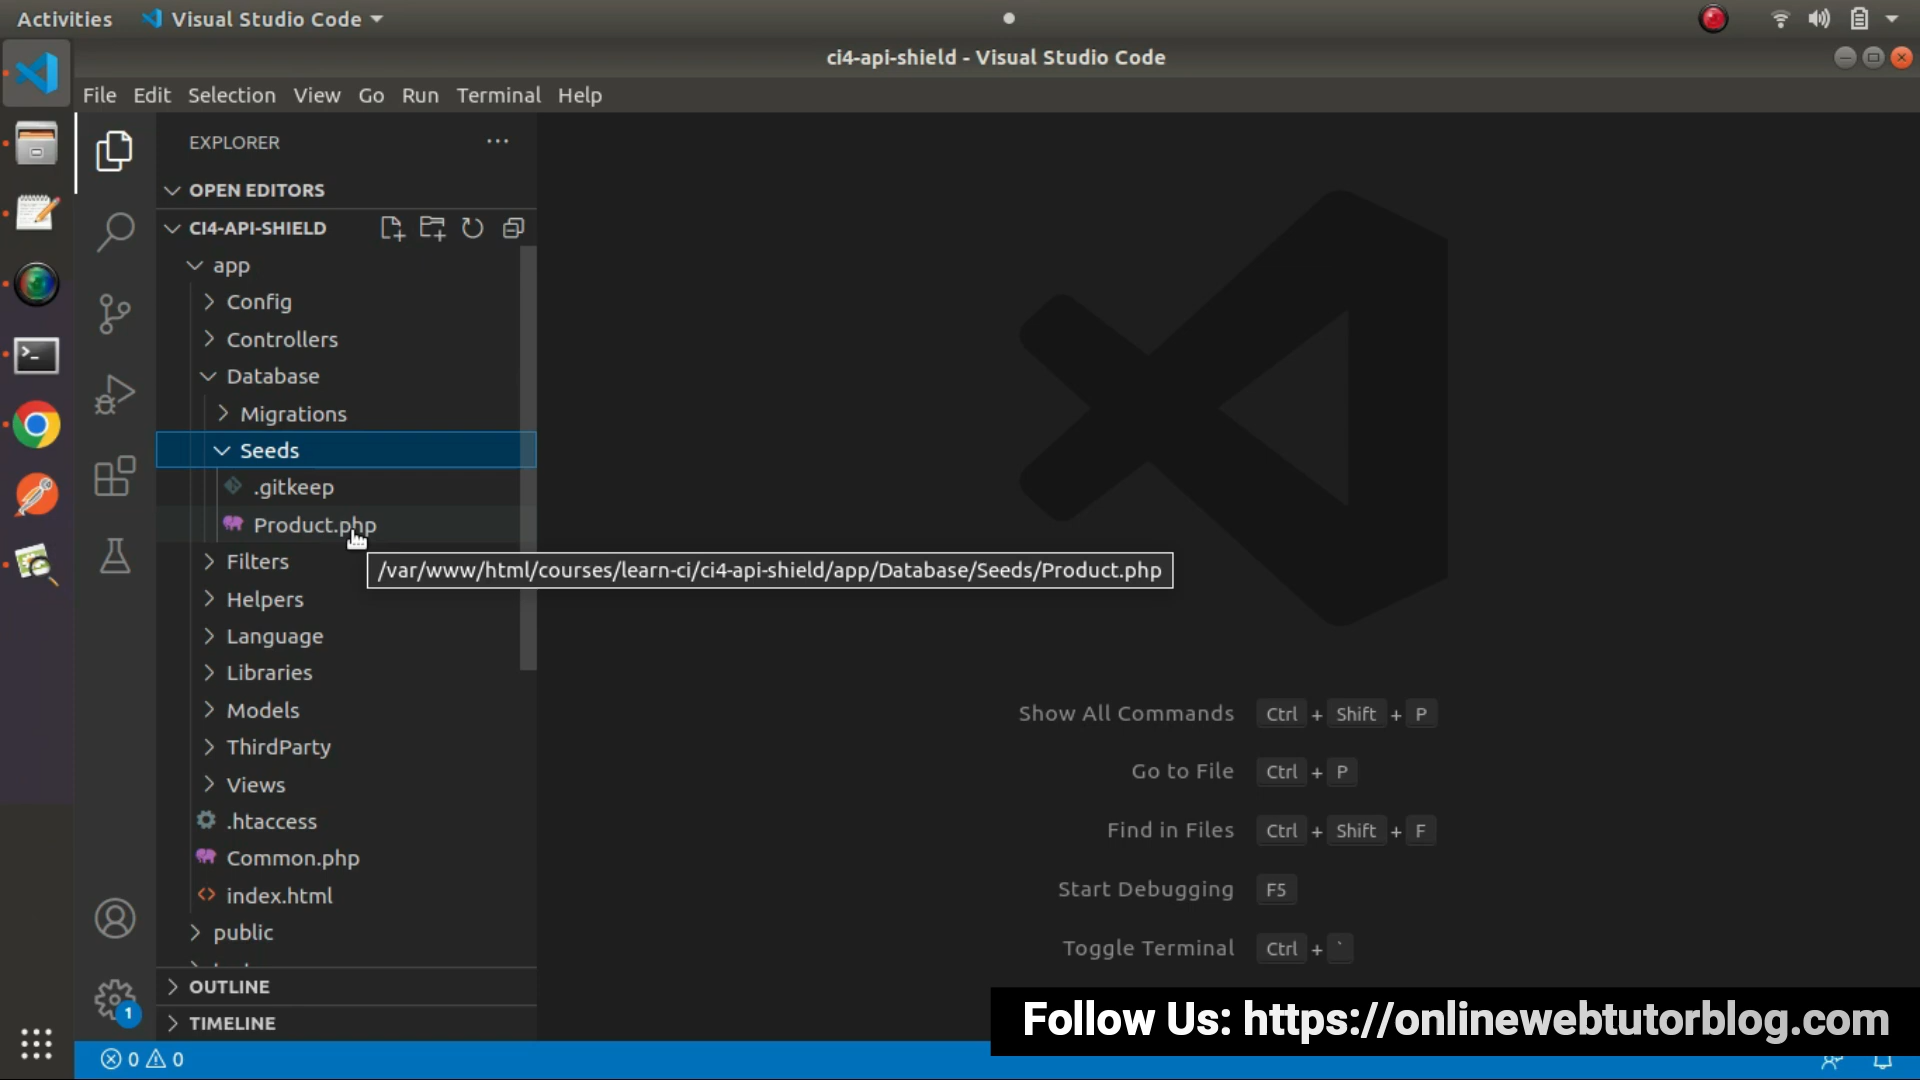 Activities
Visual Studio Code
ci4-api-shield - Visual Studio Code
File Edit Selection View Go Run Terminal Help
EXPLORER
OPEN EDITORS
CI4-API-SHIELD
app
Config
Controllers
Database
Migrations
Seeds
.gitkeep
Product.php
/var/www/html/courses/learn-ci/ci4-api-shield/app/Database/Seeds/Product.php
Filters
Helpers
Language
Libraries
Models
ThirdParty
Views
.htaccess
Common.php
index.html
public
OUTLINE
TIMELINE
Show All Commands Ctrl + Shift + P
Go to File Ctrl + P
Find in Files Ctrl + Shift + F
Start Debugging F5
Toggle Terminal Ctrl + `
1
0 0
Follow Us: https://onlinewebtutorblog.com